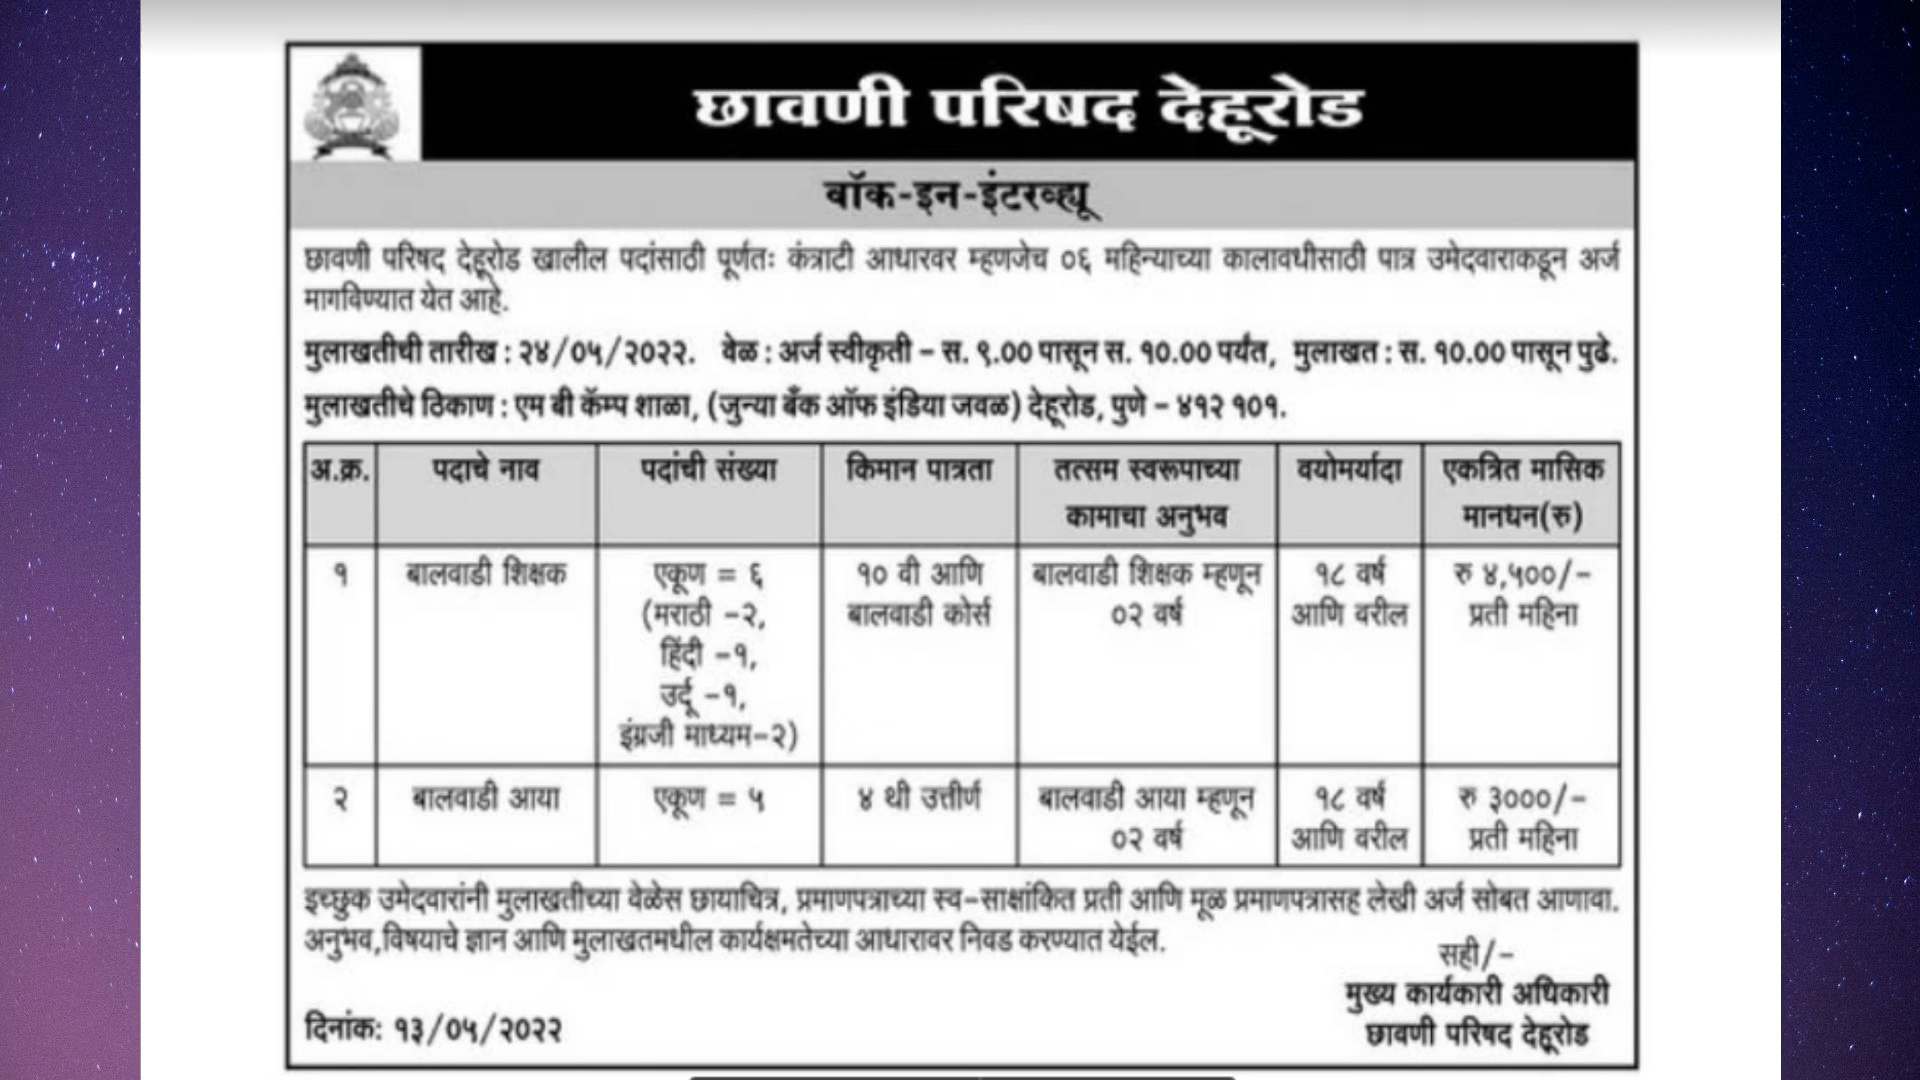 छावणी परिषद देहूरोड
वॉक-इन-इंटरव्ह्यू
छावणी परिषद देहूरोड खालील पदांसाठी पूर्णतः कंत्राटी आधारवर म्हणजेच ०६ महिन्याच्या कालावधीसाठी पात्र उमेदवाराकडून अर्ज
मागविण्यात येत आहे.
मुलाखतीची तारीख : २४/०५/२०२२. वेळ : अर्ज स्वीकृती – स. ९.00 पासून स. १०.00 पर्यंत, मुलाखत : स. १०.00 पासून पुढे.
मुलाखतीचे ठिकाण : एम बी कॅम्प शाळा, (जुन्या बँक ऑफ इंडिया जवळ) देहूरोड, पुणे – ४१२ १०१.
अ.क्र. पदाचे नाव पदांची संख्या किमान पात्रता तत्सम स्वरूपाच्या वयोमर्यादा एकत्रित मासिक
कामाचा अनुभव मानधन(रु)
१ बालवाडी शिक्षक एकूण = ६ १० वी आणि बालवाडी शिक्षक म्हणून १८ वर्ष रु ४,५००/–
(मराठी –२, बालवाडी कोर्स ०२ वर्ष आणि वरील प्रती महिना
हिंदी –१,
उर्दू –१,
इंग्रजी माध्यम–२)
२ बालवाडी आया एकूण = ५ ४ थी उत्तीर्ण बालवाडी आया म्हणून १८ वर्ष रु ३०००/–
०२ वर्ष आणि वरील प्रती महिना
इच्छुक उमेदवारांनी मुलाखतीच्या वेळेस छायाचित्र, प्रमाणपत्राच्या स्व–साक्षांकित प्रती आणि मूळ प्रमाणपत्रासह लेखी अर्ज सोबत आणावा.
अनुभव,विषयाचे ज्ञान आणि मुलाखतमधील कार्यक्षमतेच्या आधारावर निवड करण्यात येईल.
सही/–
मुख्य कार्यकारी अधिकारी
छावणी परिषद देहूरोड
दिनांक: १३/०५/२०२२